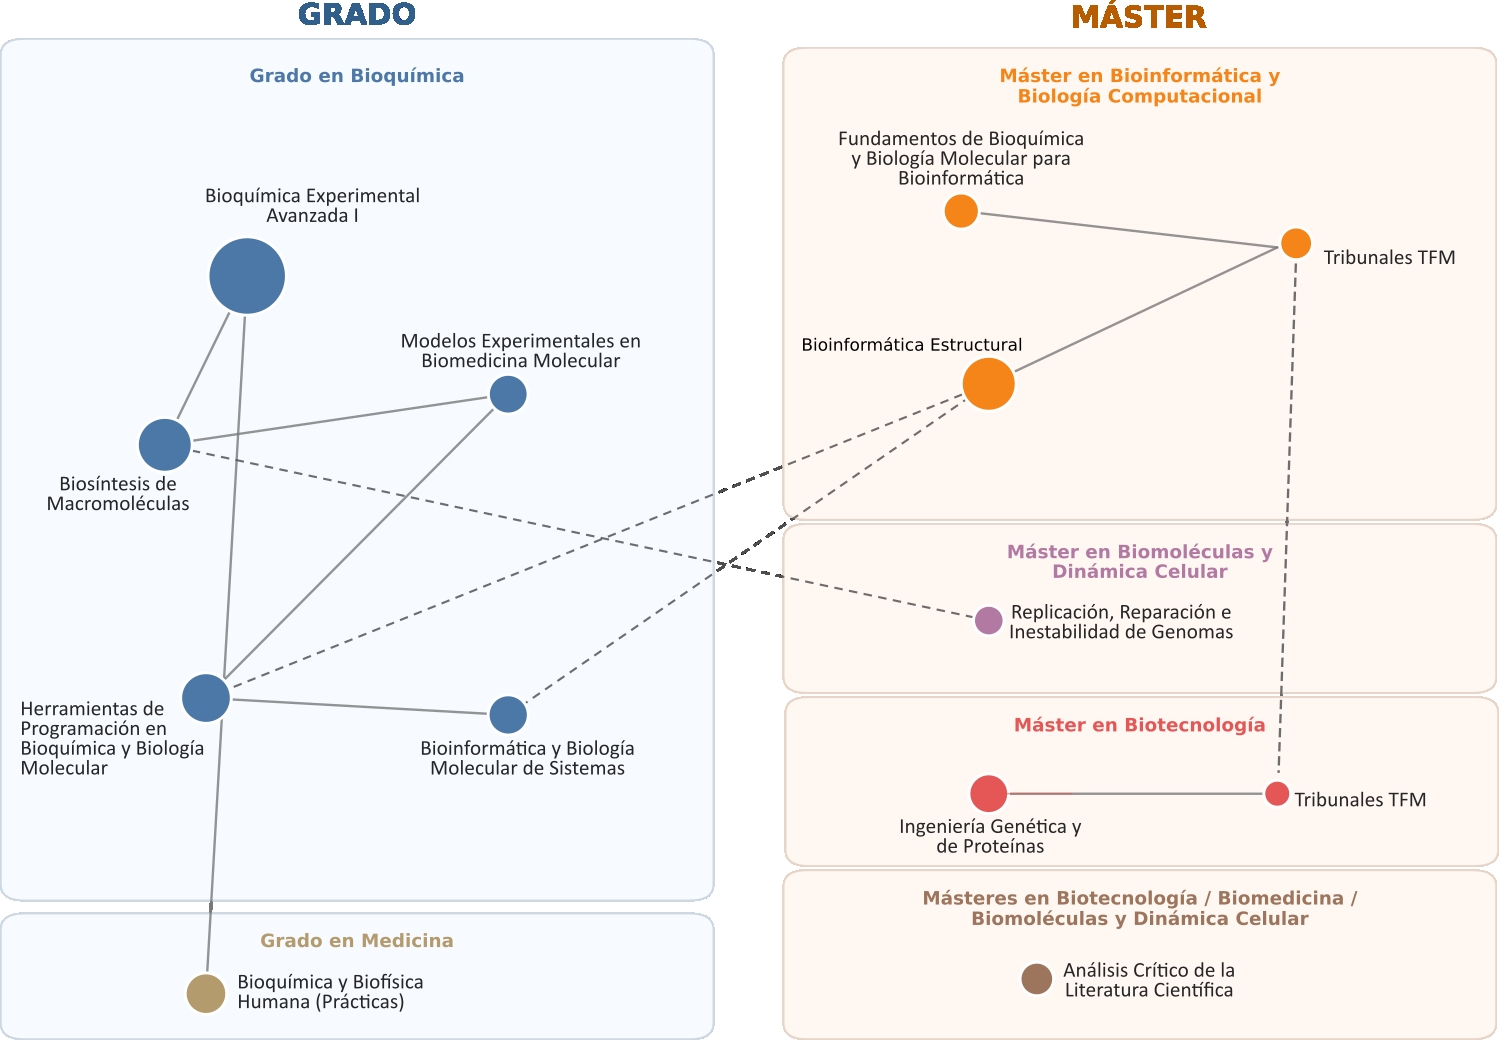 GRADO
Grado en Bioquímica
Bioquímica Experimental
Avanzada I
Modelos Experimentales en
Biomedicina Molecular
Biosíntesis de
Macromoléculas
Herramientas de
Programación en
Bioquímica y Biología
Molecular
Bioinformática y Biología
Molecular de Sistemas
Grado en Medicina
Bioquímica y Biofísica
Humana (Prácticas)
MÁSTER
Máster en Bioinformática y
Biología Computacional
Fundamentos de Bioquímica
y Biología Molecular para
Bioinformática
Tribunales TFM
Bioinformática Estructural
Máster en Biomoléculas y
Dinámica Celular
Replicación, Reparación e
Inestabilidad de Genomas
Máster en Biotecnología
Ingeniería Genética y
de Proteínas
Tribunales TFM
Másteres en Biotecnología / Biomedicina /
Biomoléculas y Dinámica Celular
Análisis Crítico de la
Literatura Científica